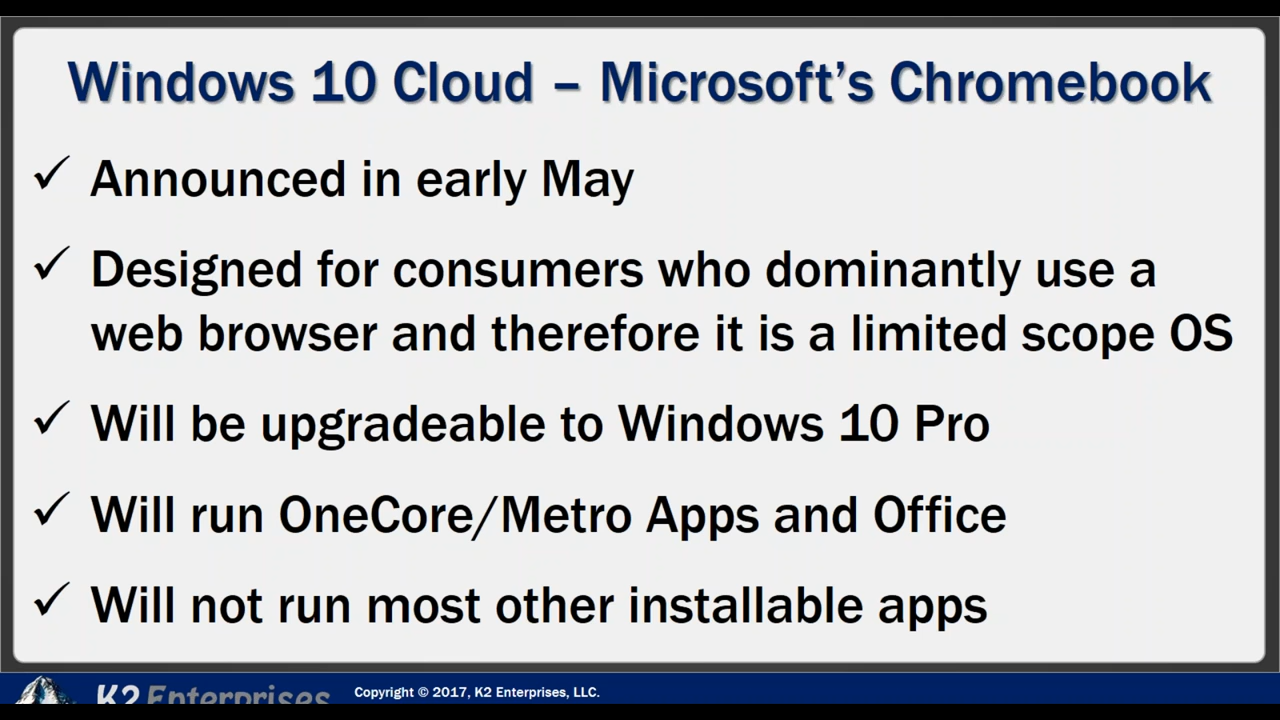 Windows 10 Cloud – Microsoft’s Chromebook
✓ Announced in early May
✓ Designed for consumers who dominantly use a
web browser and therefore it is a limited scope OS
✓ Will be upgradeable to Windows 10 Pro
✓ Will run OneCore/Metro Apps and Office
✓ Will not run most other installable apps
K2 Enterprises
Copyright © 2017, K2 Enterprises, LLC.